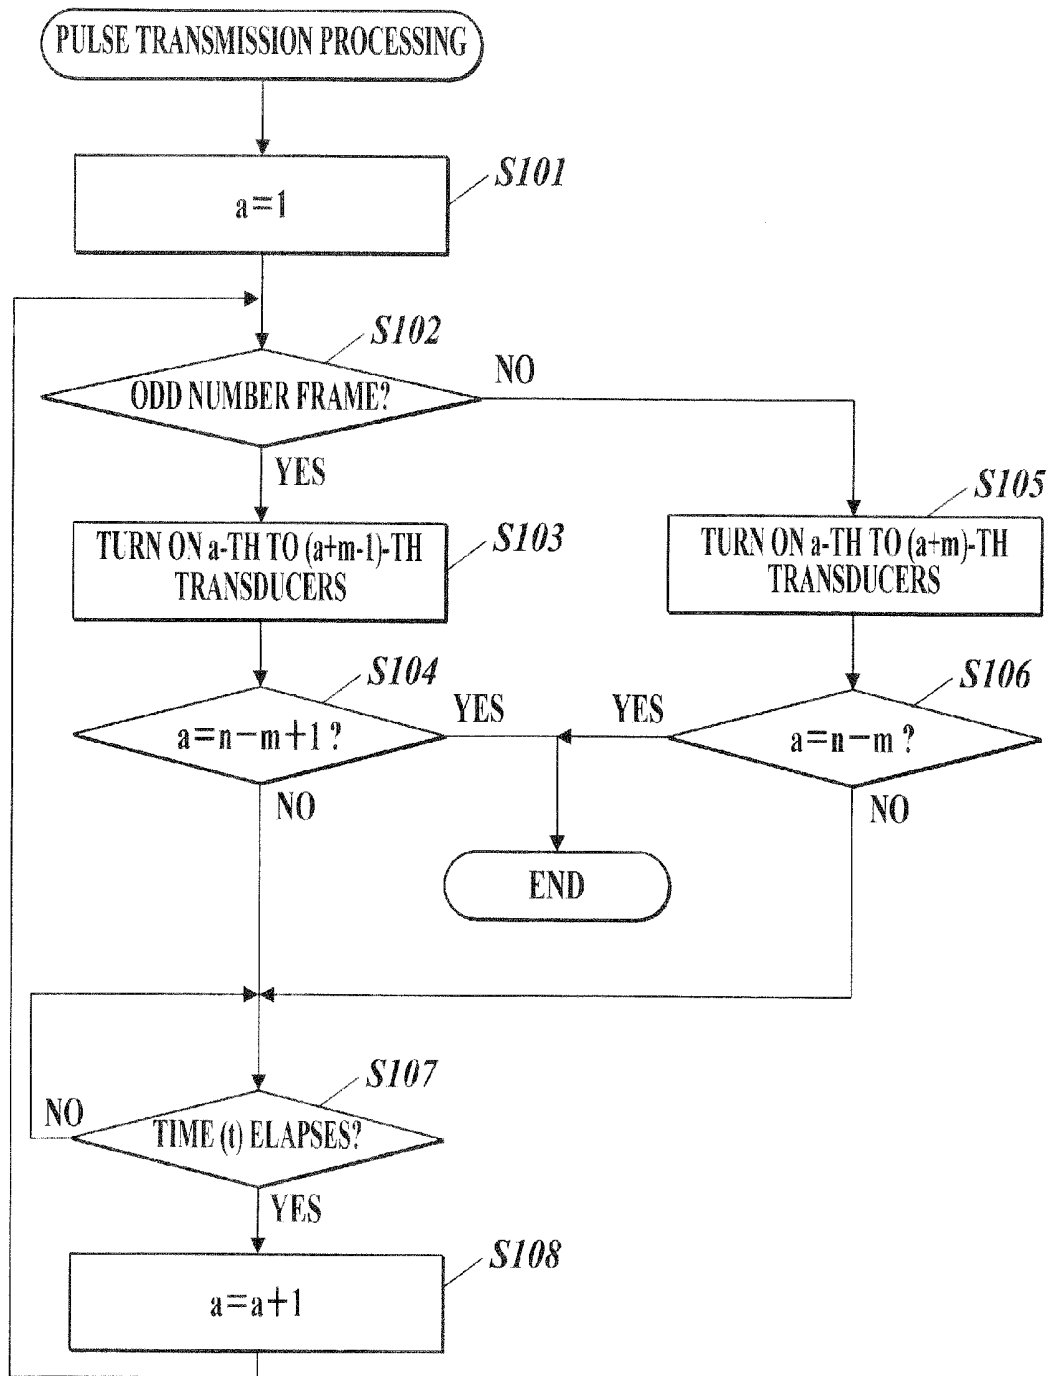 PULSE TRANSMISSION PROCESSING
S101
a=1
S102
ODD NUMBER FRAME?
NO
YES
S103
TURN ON a-TH TO (a+m-1)-TH
TRANSDUCERS
S105
TURN ON a-TH TO (a+m)-TH
TRANSDUCERS
S104
a=n-m+1 ?
YES
NO
S106
YES
a=n-m ?
NO
END
S107
NO
TIME (t) ELAPSES?
YES
S108
a=a+1